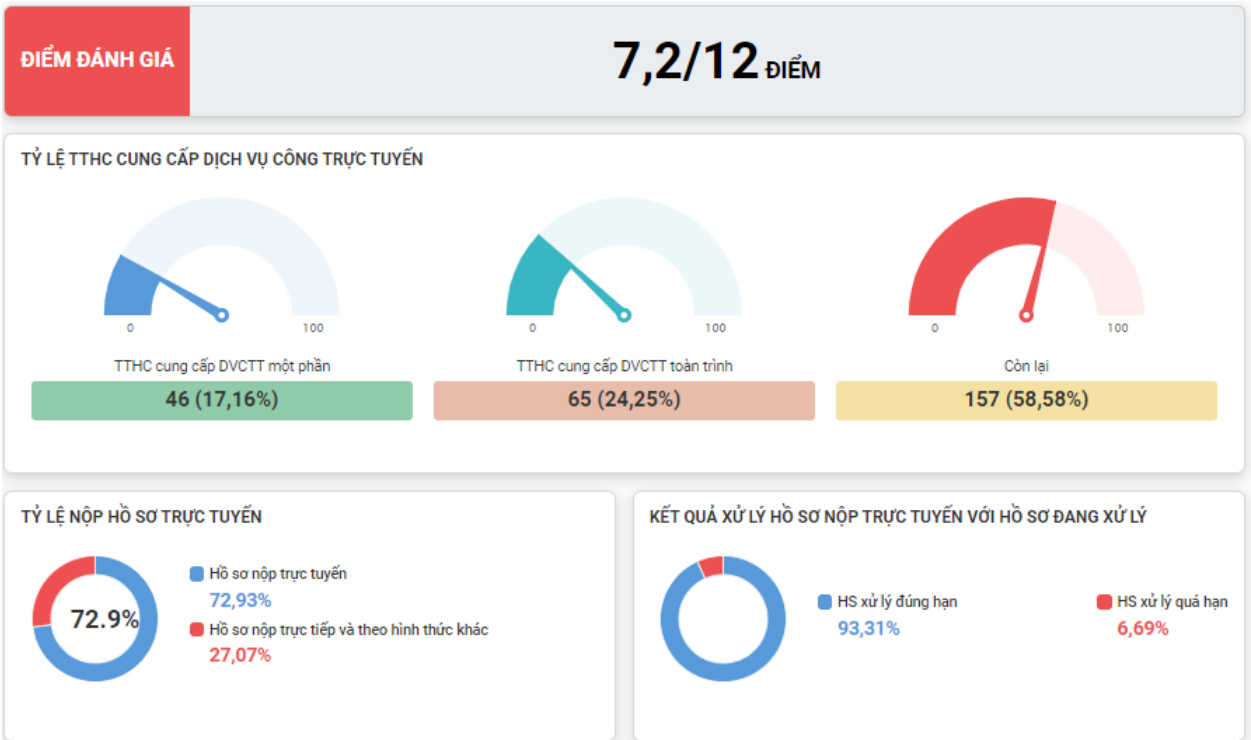 ĐIỂM ĐÁNH GIÁ
7,2/12 ĐIỂM
TỶ LỆ TTHC CUNG CẤP DỊCH VỤ CÔNG TRỰC TUYẾN
0 100
0 100
0 100
TTHC cung cấp DVCTT một phần
46 (17,16%)
TTHC cung cấp DVCTT toàn trình
65 (24,25%)
Còn lại
157 (58,58%)
TỶ LỆ NỘP HỒ SƠ TRỰC TUYẾN
72.9%
Hồ sơ nộp trực tuyến
72,93%
Hồ sơ nộp trực tiếp và theo hình thức khác
27,07%
KẾT QUẢ XỬ LÝ HỒ SƠ NỘP TRỰC TUYẾN VỚI HỒ SƠ ĐANG XỬ LÝ
HS xử lý đúng hạn
93,31%
HS xử lý quá hạn
6,69%